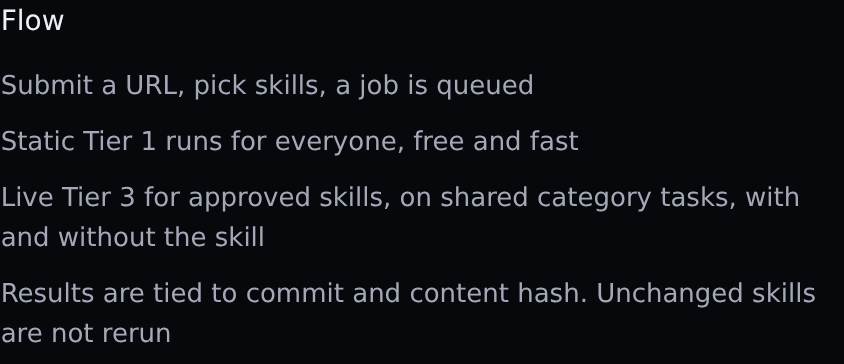 Flow
Submit a URL, pick skills, a job is queued
Static Tier 1 runs for everyone, free and fast
Live Tier 3 for approved skills, on shared category tasks, with
and without the skill
Results are tied to commit and content hash. Unchanged skills
are not rerun